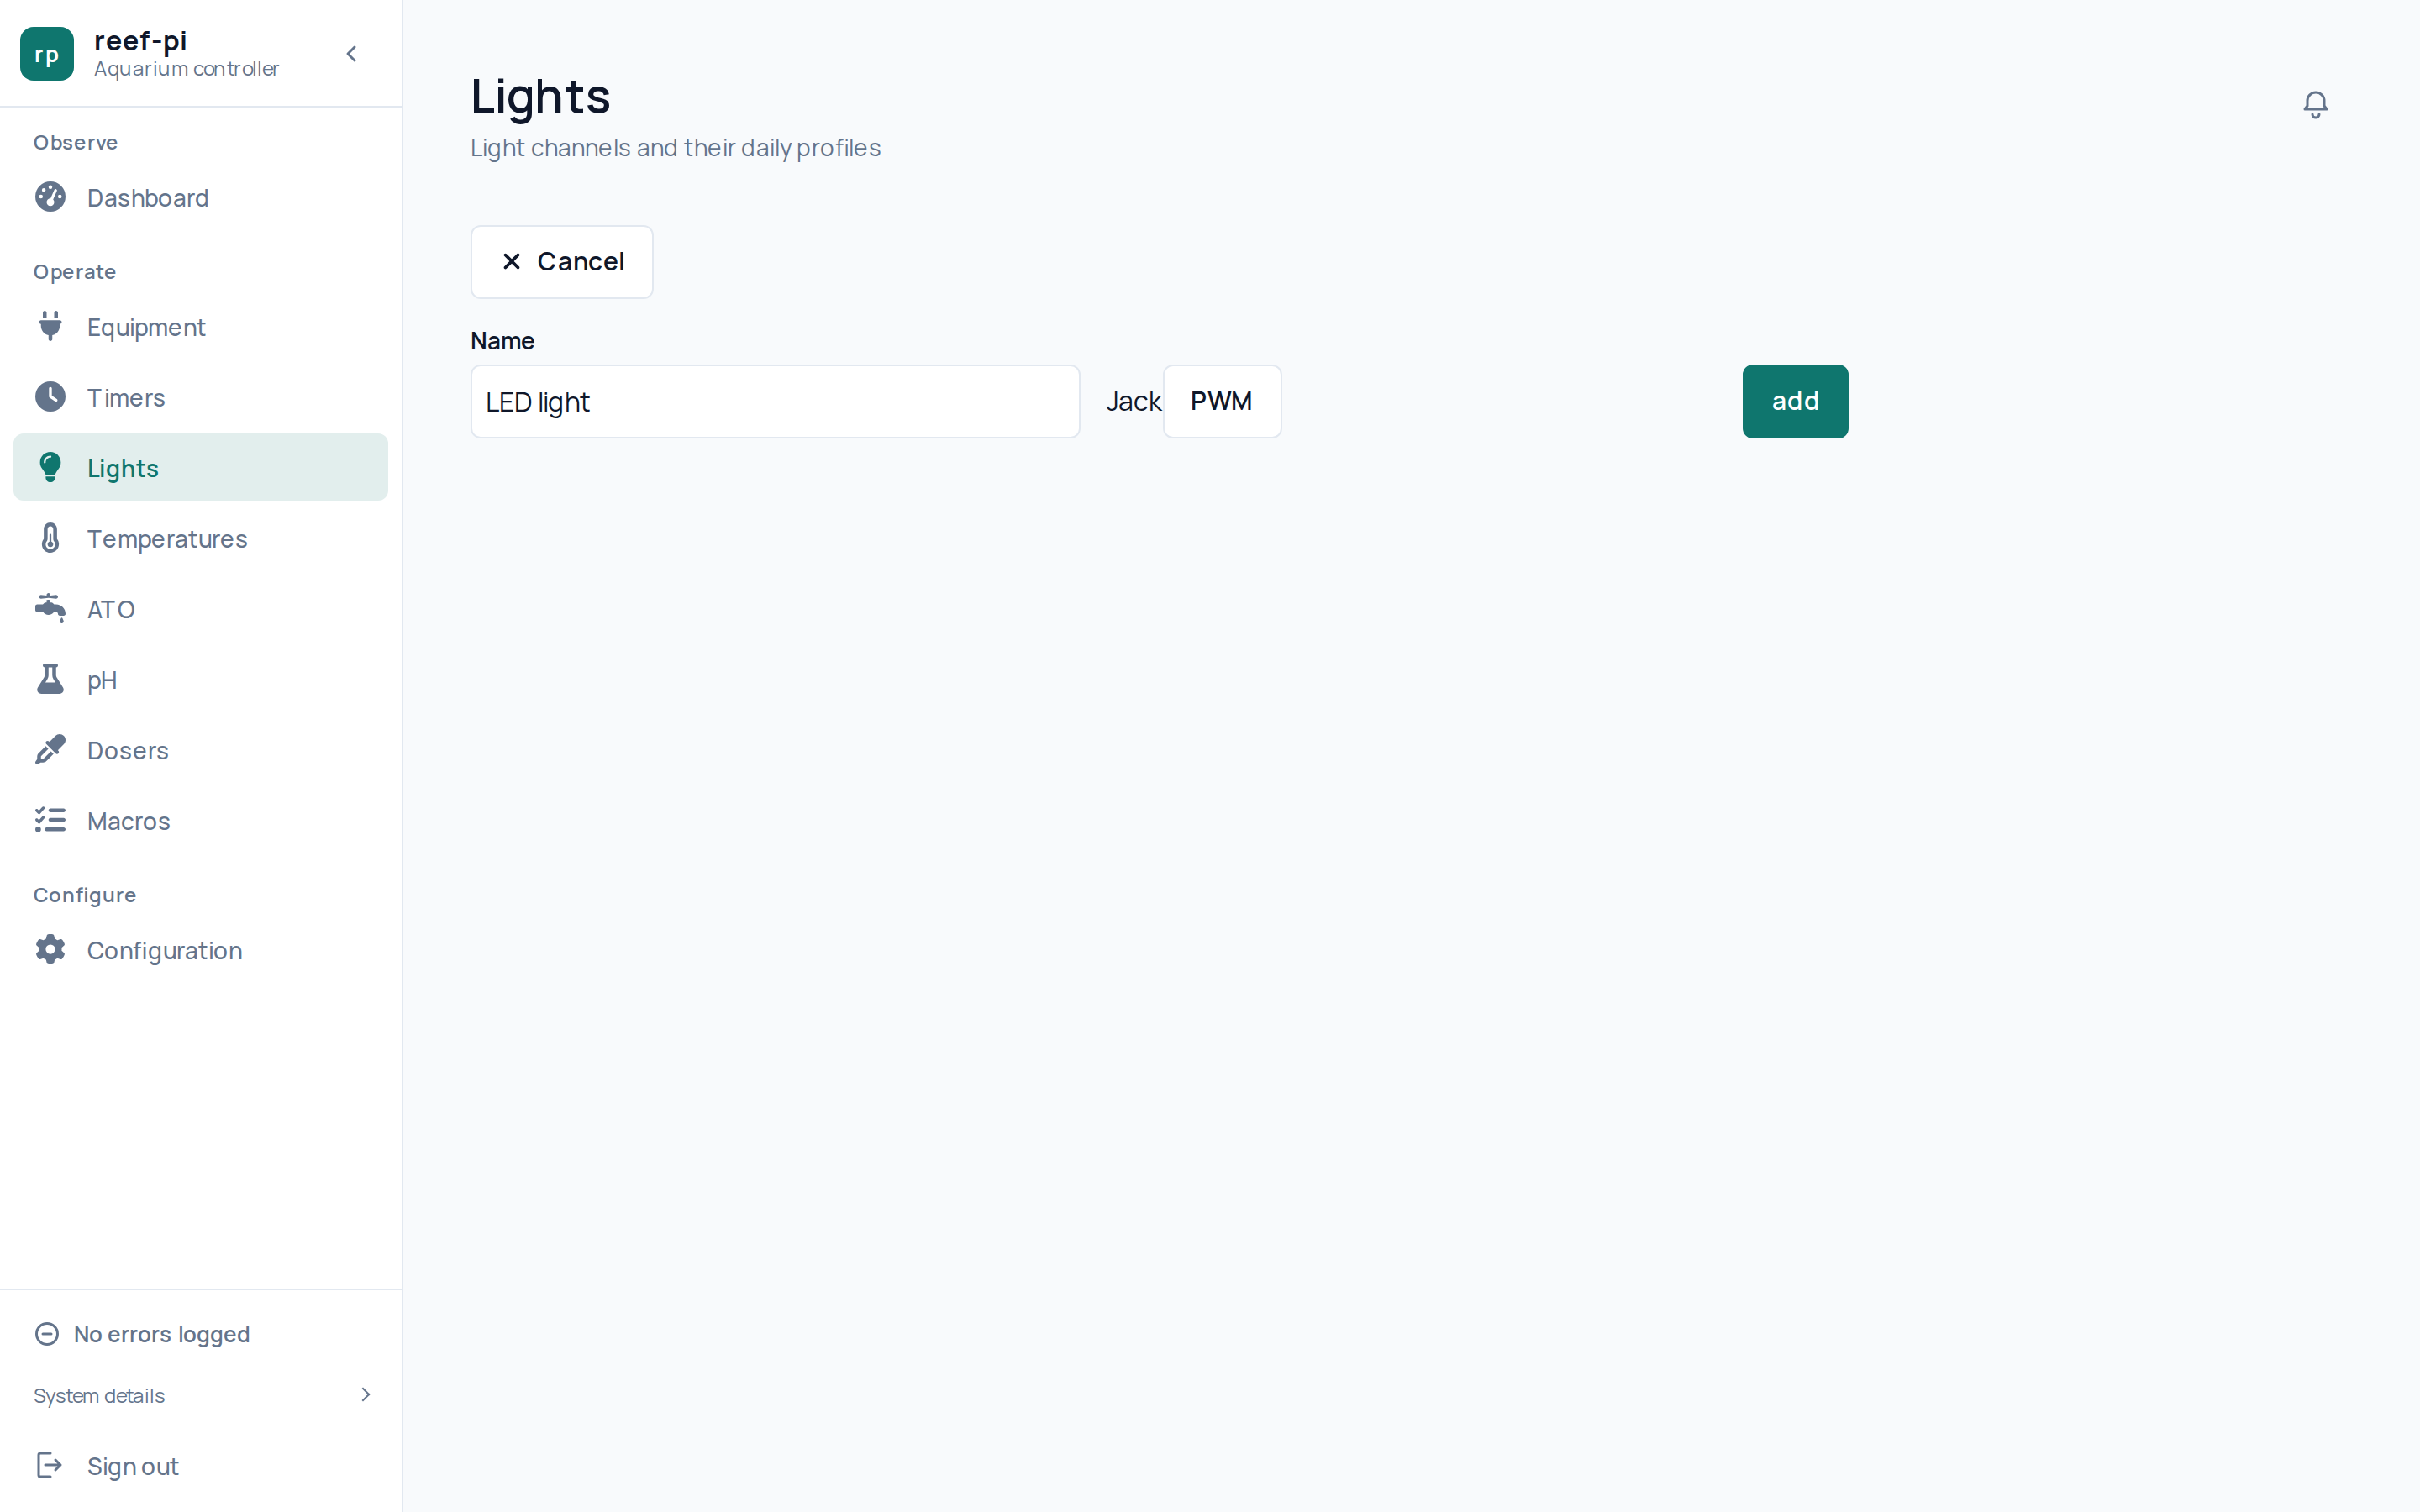 rp
reef-pi
Aquarium controller
Observe
Dashboard
Operate
Equipment
Timers
Lights
Temperatures
ATO
pH
Dosers
Macros
Configure
Configuration
No errors logged
System details
Sign out
Lights
Light channels and their daily profiles
Cancel
Name
LED light
Jack PWM
add